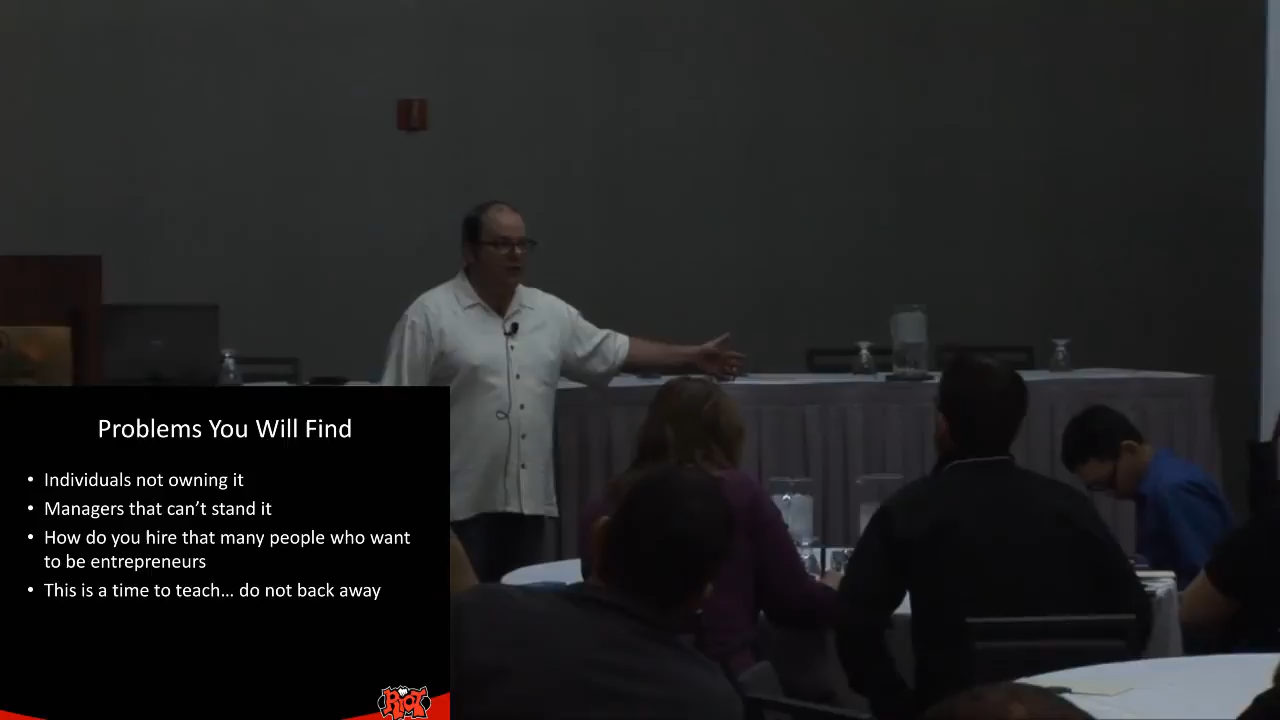 Problems You Will Find
• Individuals not owning it
• Managers that can't stand it
• How do you hire that many people who want
to be entrepreneurs
• This is a time to teach... do not back away
RIOT